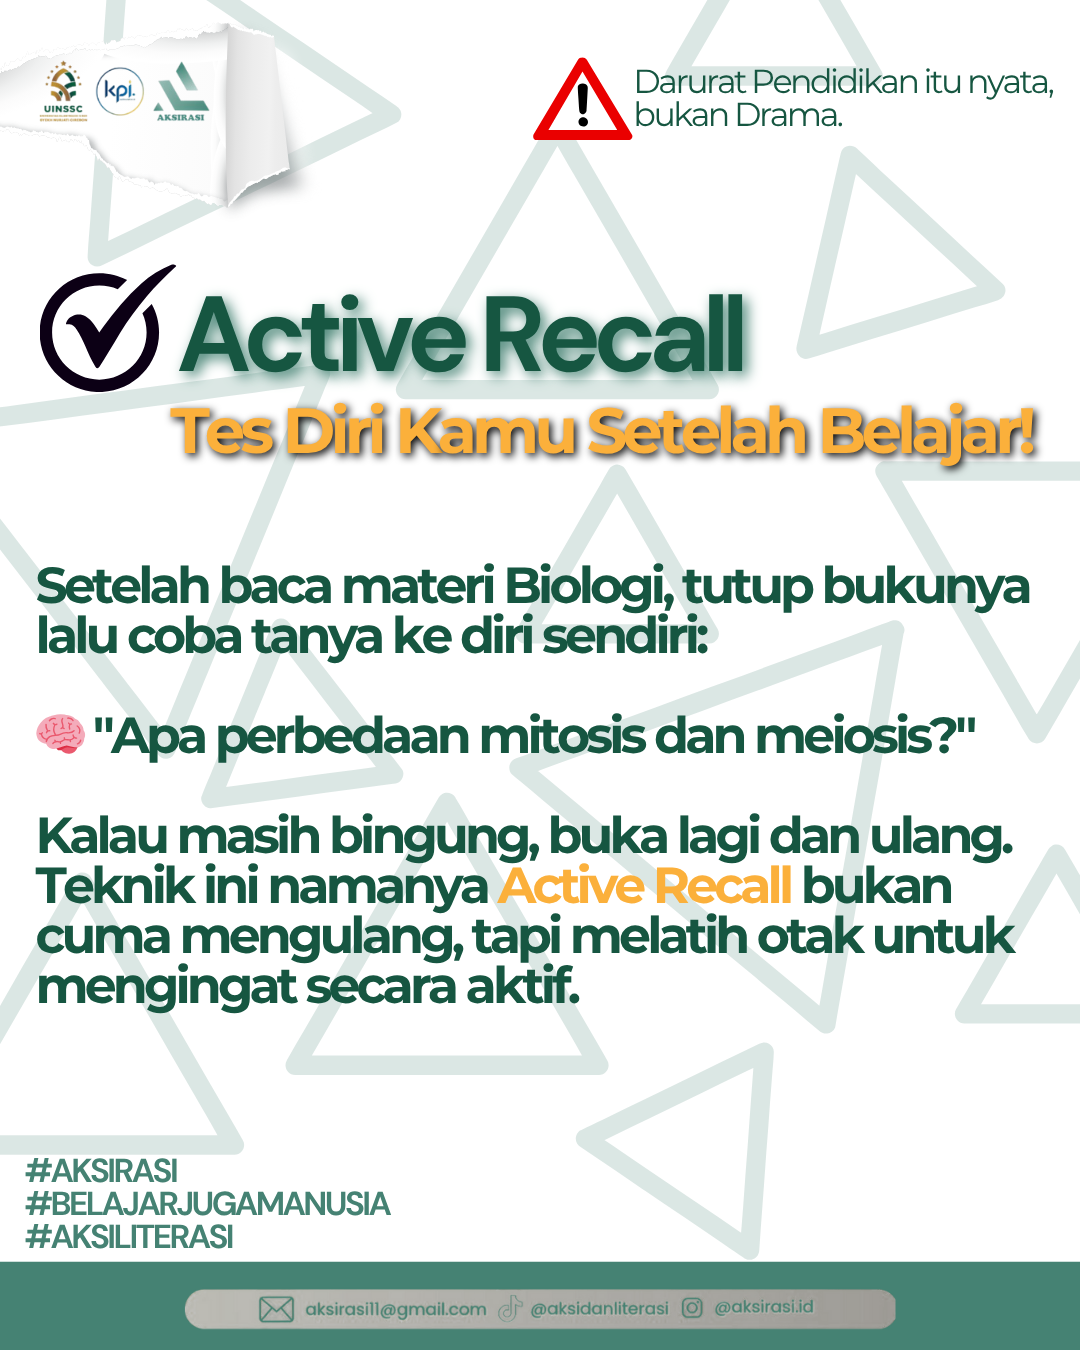 UINSSC
kpi.
AKSIRASI
Darurat Pendidikan itu nyata,
bukan Drama.
Active Recall
Tes Diri Kamu Setelah Belajar!
Setelah baca materi Biologi, tutup bukunya
lalu coba tanya ke diri sendiri:
"Apa perbedaan mitosis dan meiosis?"
Kalau masih bingung, buka lagi dan ulang.
Teknik ini namanya Active Recall bukan
cuma mengulang, tapi melatih otak untuk
mengingat secara aktif.
#AKSIRASI
#BELAJARJUGAMANUSIA
#AKSILITERASI
aksirasi11@gmail.com @aksidanliterasi @aksirasi.id